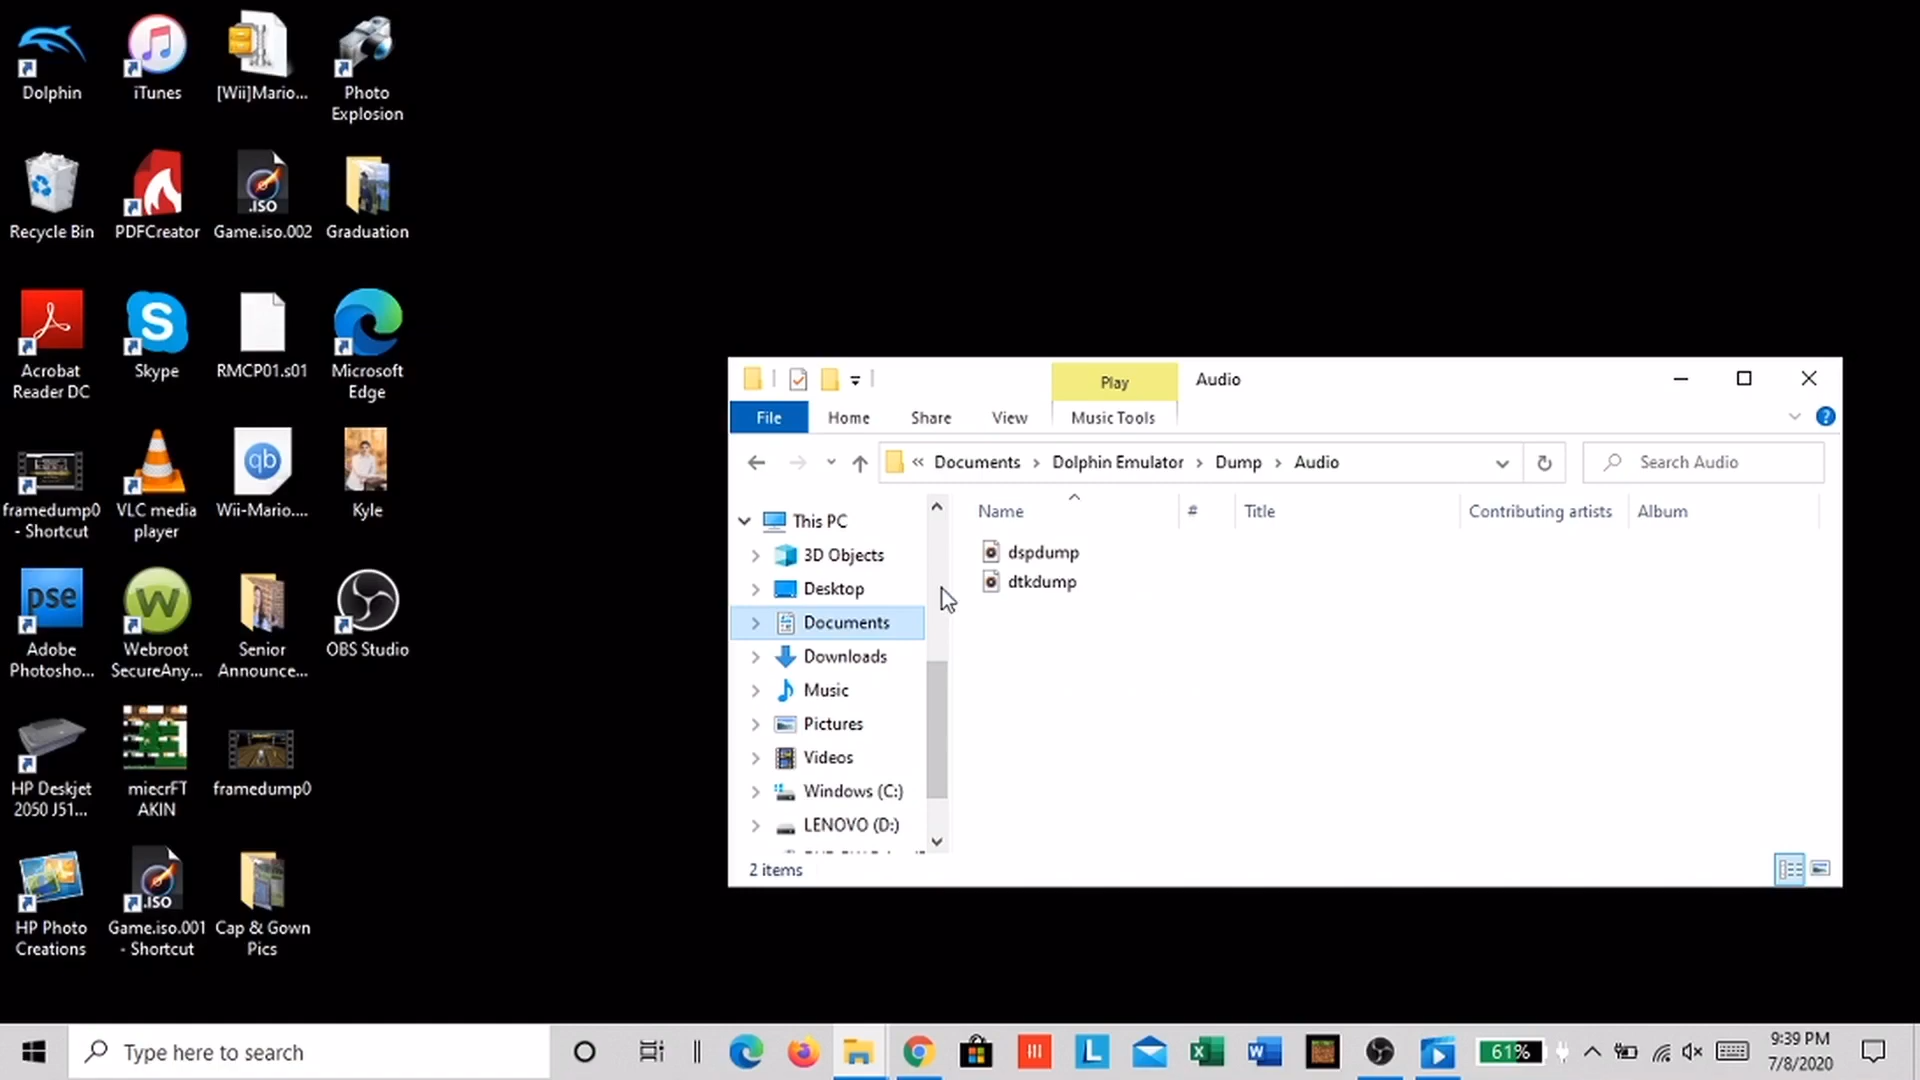 Dolphin
iTunes
[Wii]Mario...
Photo
Explosion
Recycle Bin
PDFCreator
.ISO
Game.iso.002
Graduation
Acrobat
Reader DC
S
Skype
RMCP01.s01
Microsoft
Edge
framedump0
- Shortcut
VLC media
player
qb
Wii-Mario....
Kyle
pse
Adobe
Photosho...
W
Webroot
SecureAny...
Senior
Announce...
OBS Studio
HP Deskjet
2050 J51...
miecrFT
AKIN
framedump0
HP Photo
Creations
.ISO
Game.iso.001
- Shortcut
Cap & Gown
Pics
Play
Audio
File
Home
Share
View
Music Tools
?
« Documents › Dolphin Emulator › Dump › Audio
Search Audio
Name
#
Title
Contributing artists
Album
This PC
3D Objects
Desktop
Documents
Downloads
Music
Pictures
Videos
Windows (C:)
LENOVO (D:)
dspdump
dtkdump
2 items
Type here to search
L
X
W
61%
9:39 PM
7/8/2020